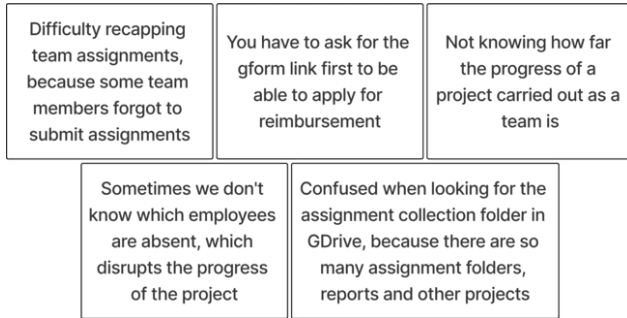 Difficulty recapping
team assignments,
because some team
members forgot to
submit assignments
You have to ask for the
gform link first to be
able to apply for
reimbursement
Not knowing how far
the progress of a
project carried out as a
team is
Sometimes we don't
know which employees
are absent, which
disrupts the progress
of the project
Confused when looking for the
assignment collection folder in
GDrive, because there are so
many assignment folders,
reports and other projects